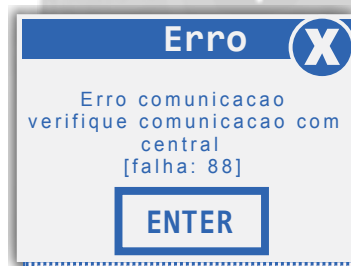 Erro
X
Erro comunicacao
verifique comunicacao com
central
[falha: 88]
ENTER